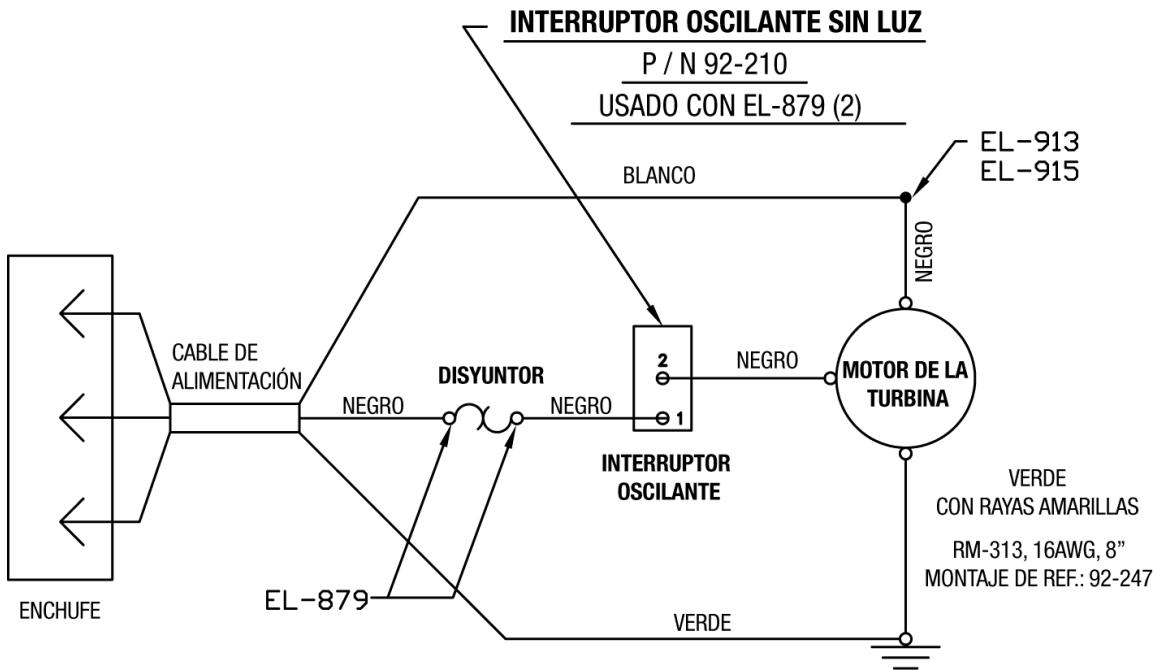 INTERRUPTOR OSCILANTE SIN LUZ
P / N 92-210
USADO CON EL-879 (2)
EL-913
EL-915
BLANCO
NEGRO
CABLE DE
ALIMENTACIÓN
DISYUNTOR
NEGRO
NEGRO
2
1
NEGRO
MOTOR DE LA
TURBINA
INTERRUPTOR
OSCILANTE
VERDE
CON RAYAS AMARILLAS
RM-313, 16AWG, 8”
MONTAJE DE REF.: 92-247
ENCHUFE
EL-879
VERDE